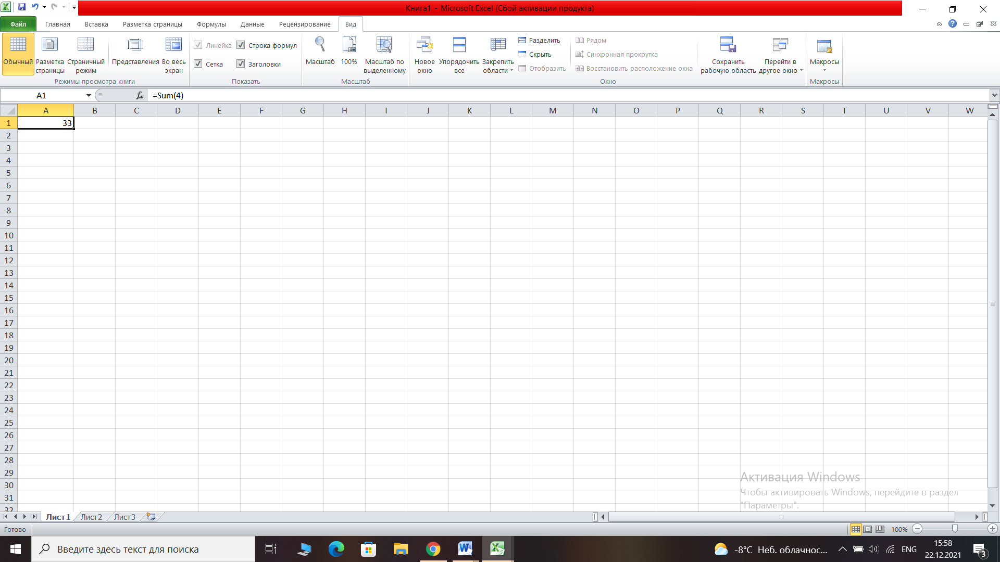 Книга1 - Microsoft Excel (Сбой активации продукта)
Файл Главная Вставка Разметка страницы Формулы Данные Рецензирование Вид
Обычный Разметка страницы Страничный режим Представления Во весь экран
Режимы просмотра книги
Линейка Строка формул
Сетка Заголовки
Показать
Масштаб 100% Масштаб по выделенному
Масштаб
Новое окно Упорядочить все Закрепить области
Разделить
Скрыть
Отобразить
Рядом
Синхронная прокрутка
Восстановить расположение окна
Сохранить рабочую область Перейти в другое окно
Окно
Макросы
Макросы
A1 fx =Sum(4)
A B C D E F G H I J K L M N O P Q R S T U V W
1 33
2
3
4
5
6
7
8
9
10
11
12
13
14
15
16
17
18
19
20
21
22
23
24
25
26
27
28
29
30
31
32
Активация Windows
Чтобы активировать Windows, перейдите в раздел
"Параметры".
Лист1 Лист2 Лист3
Готово 100%
Введите здесь текст для поиска
-8°C Неб. облачнос... ENG
15:58
22.12.2021
3